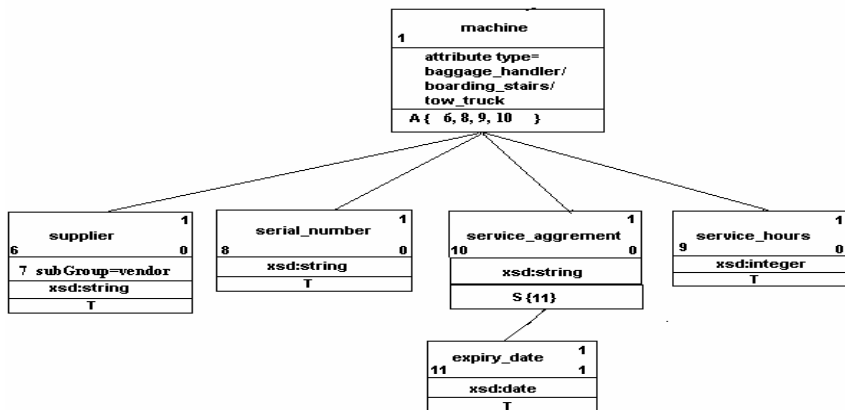 machine
1
attribute type=
baggage_handler/
boarding_stairs/
tow_truck
A { 6, 8, 9, 10 }
1
supplier
6 0
7 subGroup=vendor
xsd:string
T
1
serial_number
8 0
xsd:string
T
1
service_aggrement
10 0
xsd:string
S {11}
1
service_hours
9 0
xsd:integer
T
expiry_date 1
11 1
xsd:date
T